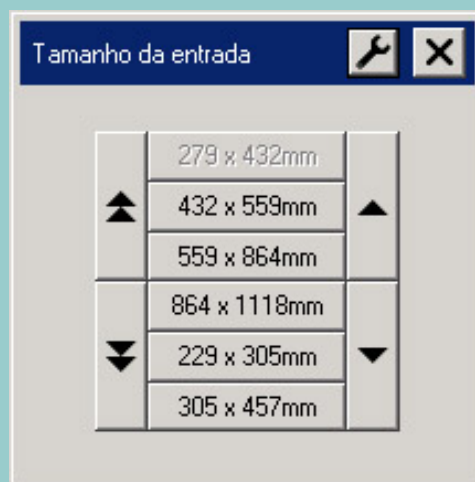 Tamanho da entrada
279 x 432mm
432 x 559mm
559 x 864mm
864 x 1118mm
229 x 305mm
305 x 457mm